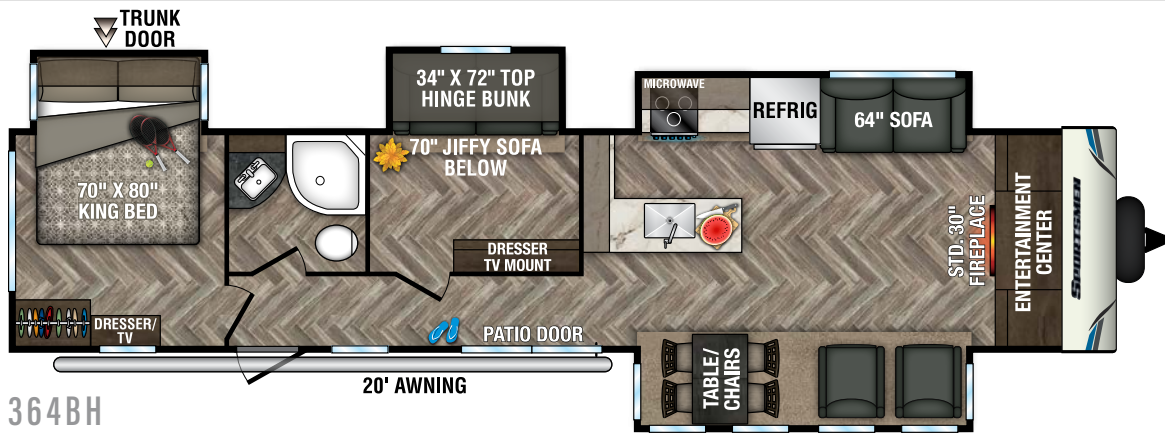 TRUNK
DOOR
34" X 72" TOP
HINGE BUNK
70" JIFFY SOFA
BELOW
MICROWAVE
REFRIG
64" SOFA
70" X 80"
KING BED
DRESSER
TV MOUNT
STD. 30"
FIREPLACE
ENTERTAINMENT
CENTER
SPORTSMEN
DRESSER/
TV
PATIO DOOR
TABLE/
CHAIRS
20' AWNING
364BH